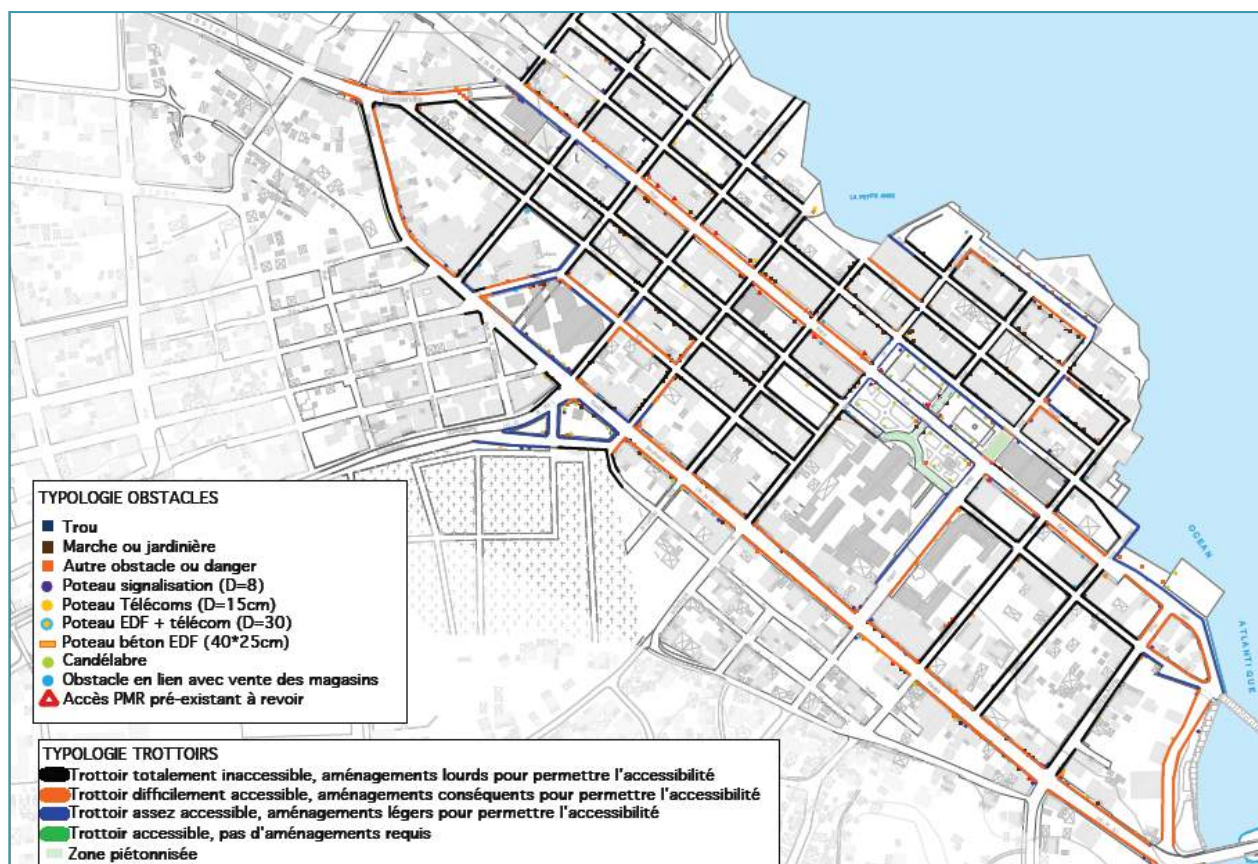 LA PETITE ANSE
OCEAN
ATLANTIQUE
TYPOLOGIE OBSTACLES
Trou
Marche ou jardinière
Autre obstacle ou danger
Poteau signalisation (D=8)
Poteau Télécoms (D=15cm)
Poteau EDF + télécom (D=30)
Poteau béton EDF (40*25cm)
Candélabre
Obstacle en lien avec vente des magasins
Accès PMR pré-existant à revoir
TYPOLOGIE TROTTOIRS
Trottoir totalement inaccessible, aménagements lourds pour permettre l'accessibilité
Trottoir difficilement accessible, aménagements conséquents pour permettre l'accessibilité
Trottoir assez accessible, aménagements légers pour permettre l'accessibilité
Trottoir accessible, pas d'aménagements requis
Zone piétonnisée